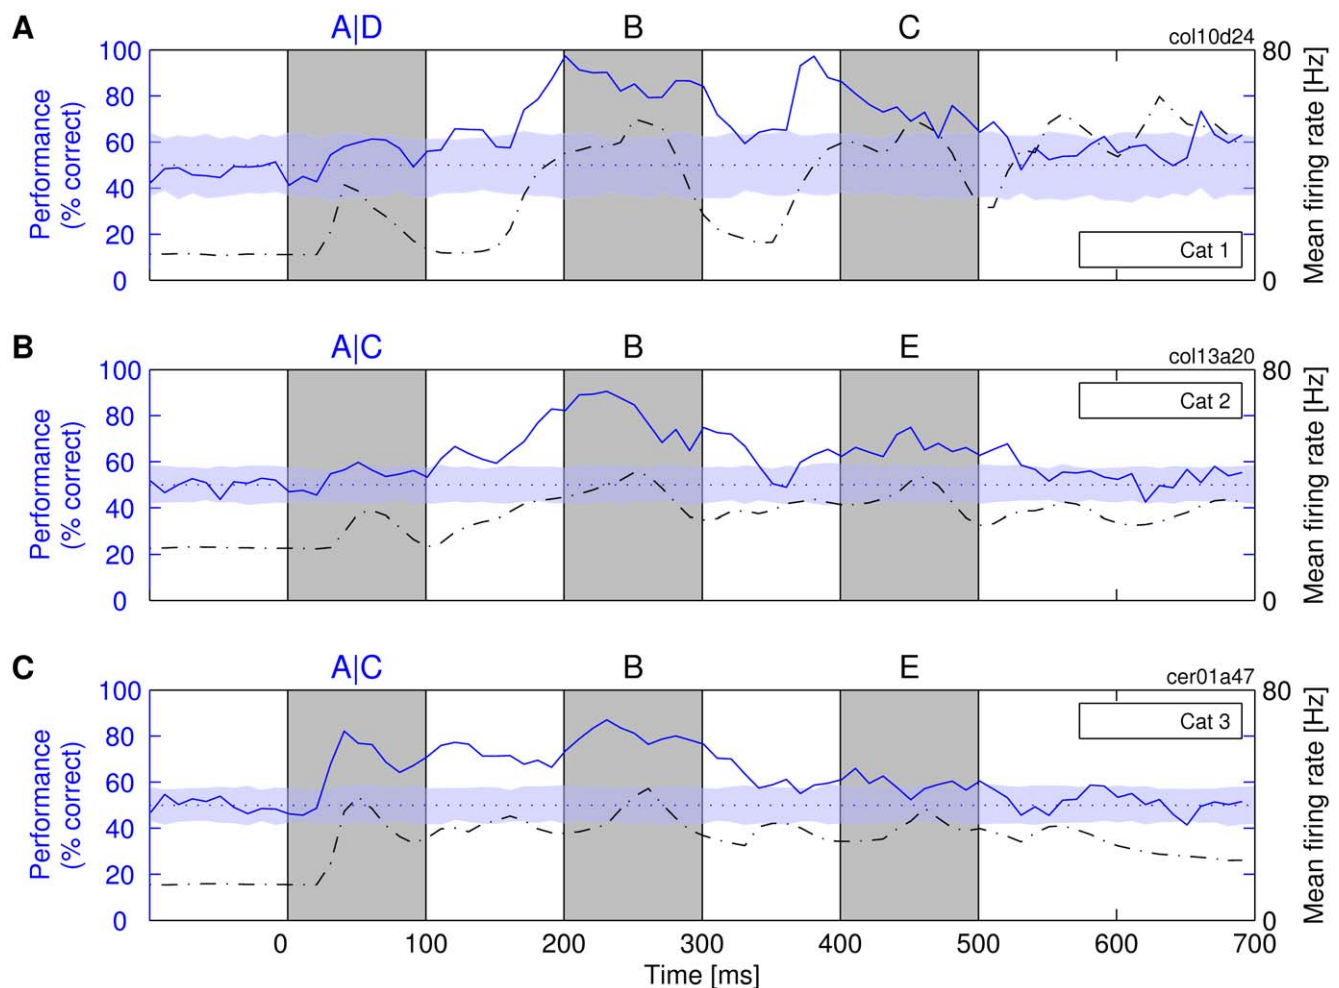 A
A|D
B
C
col10d24
100
80
60
40
20
0
Performance
(% correct)
80
0
Mean firing rate [Hz]
Cat 1
B
A|C
B
E
col13a20
100
80
60
40
20
0
Performance
(% correct)
80
0
Mean firing rate [Hz]
Cat 2
C
A|C
B
E
cer01a47
100
80
60
40
20
0
Performance
(% correct)
80
0
Mean firing rate [Hz]
Cat 3
0 100 200 300 400 500 600 700
Time [ms]